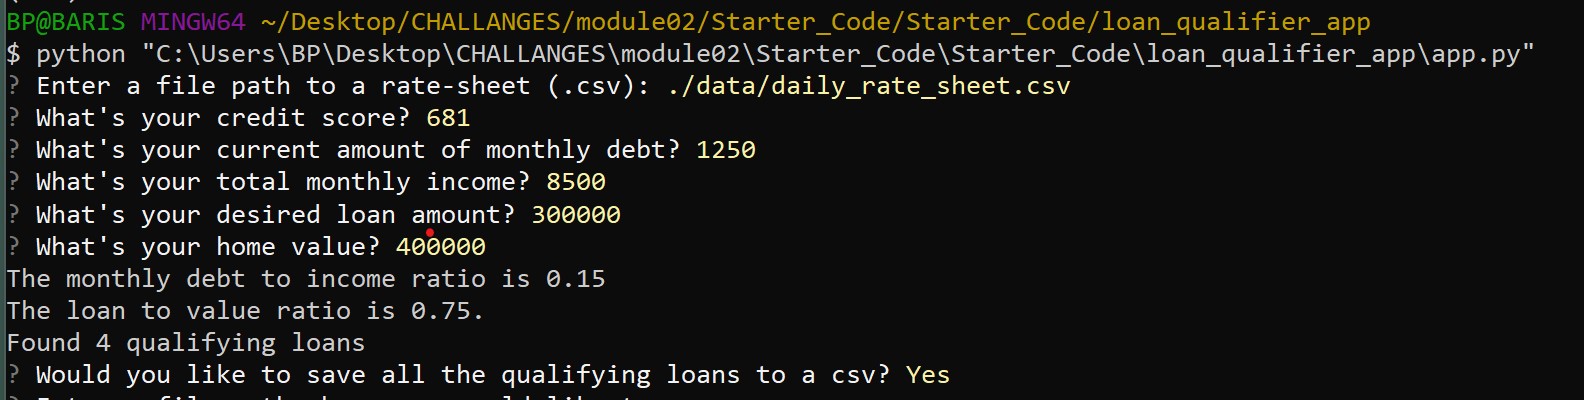 BP@BARIS MINGW64 ~/Desktop/CHALLANGES/module02/Starter_Code/Starter_Code/loan_qualifier_app
$ python "C:\Users\BP\Desktop\CHALLANGES\module02\Starter_Code\Starter_Code\loan_qualifier_app\app.py"
? Enter a file path to a rate-sheet (.csv): ./data/daily_rate_sheet.csv
? What's your credit score? 681
? What's your current amount of monthly debt? 1250
? What's your total monthly income? 8500
? What's your desired loan amount? 300000
? What's your home value? 400000
The monthly debt to income ratio is 0.15
The loan to value ratio is 0.75.
Found 4 qualifying loans
? Would you like to save all the qualifying loans to a csv? Yes